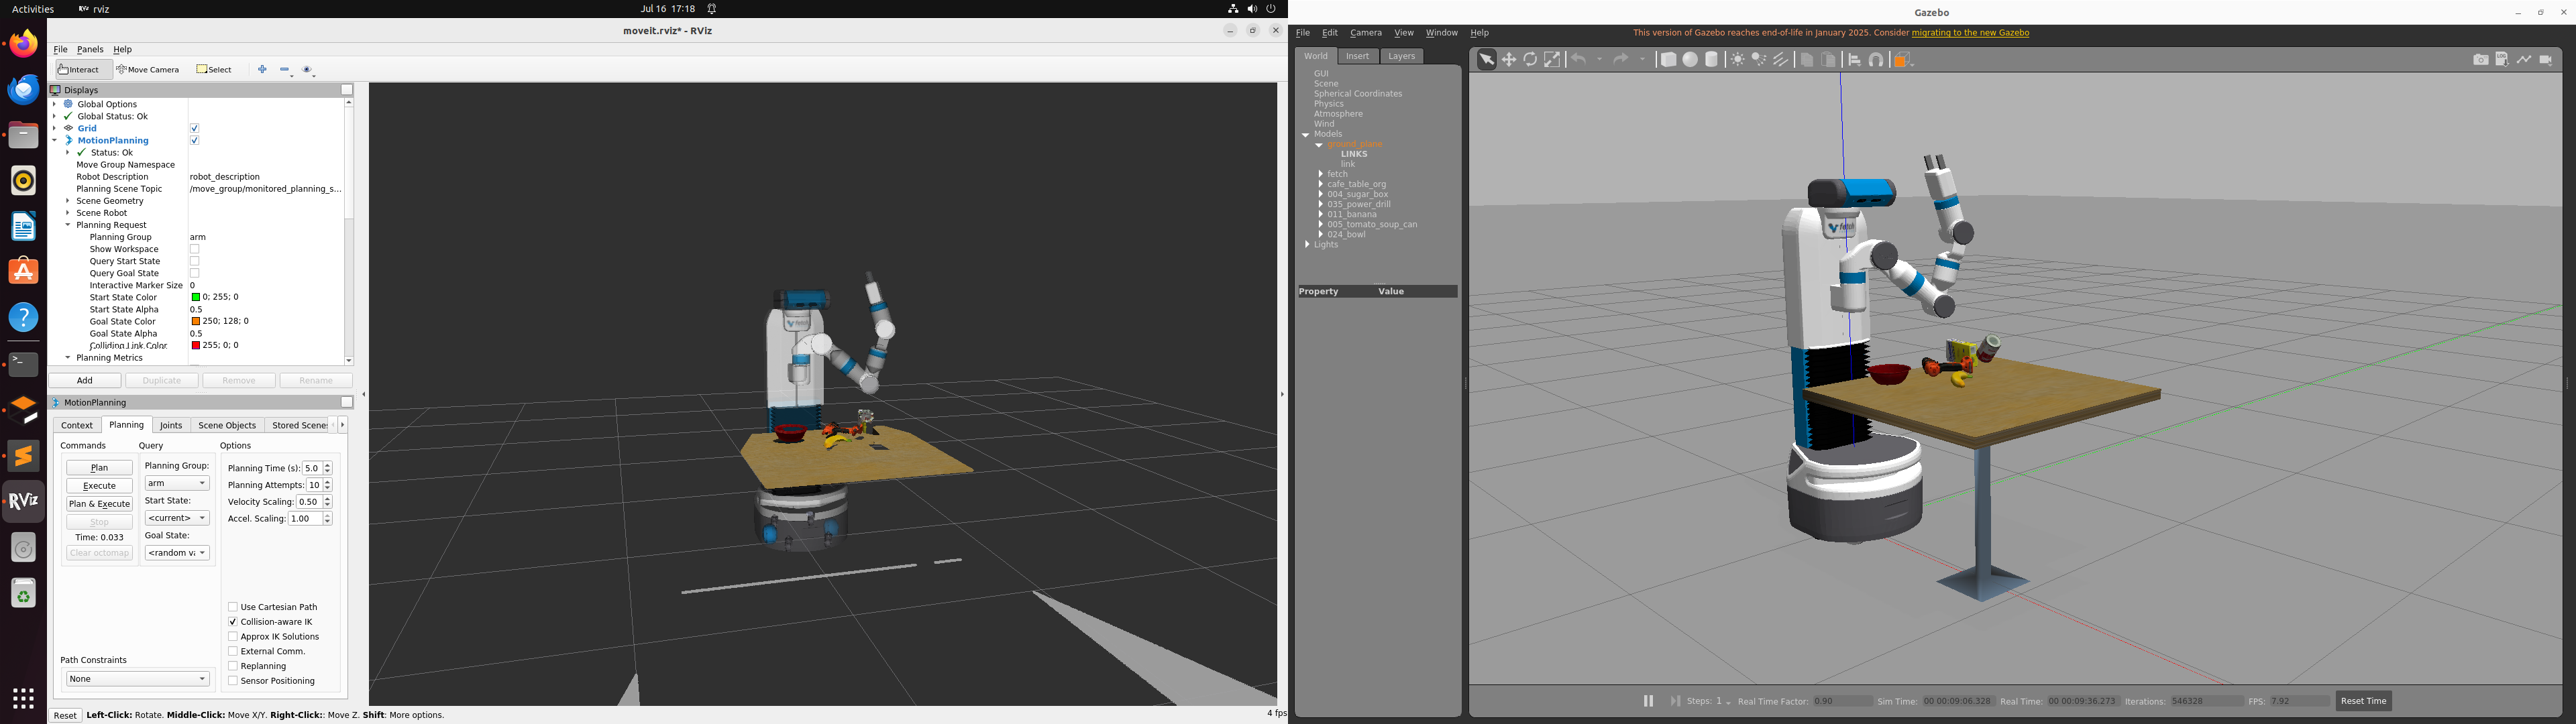 Activities
rviz
Jul 16 17:18
moveit.rviz* - RViz
File Panels Help
Interact Move Camera Select
Displays
Global Options
Global Status: Ok
Grid
MotionPlanning
Status: Ok
Move Group Namespace
Robot Description robot_description
Planning Scene Topic /move_group/monitored_planning_s...
Scene Geometry
Scene Robot
Planning Request
Planning Group arm
Show Workspace
Query Start State
Query Goal State
Interactive Marker Size 0
Start State Color 0; 255; 0
Start State Alpha 0.5
Goal State Color 250; 128; 0
Goal State Alpha 0.5
Colliding Link Color 255; 0; 0
Planning Metrics
Add Duplicate Remove Rename
MotionPlanning
Context Planning Joints Scene Objects Stored Scenes
Commands Query Options
Plan
Execute
Plan & Execute
Stop
Time: 0.033
Clear octomap
Planning Group:
arm
Start State:
<current>
Goal State:
<random va
Planning Time (s): 5.0
Planning Attempts: 10
Velocity Scaling: 0.50
Accel. Scaling: 1.00
Use Cartesian Path
Collision-aware IK
Approx IK Solutions
External Comm.
Replanning
Sensor Positioning
Path Constraints
None
Reset Left-Click: Rotate. Middle-Click: Move X/Y. Right-Click:: Move Z. Shift: More options.
4 fps
RViz
fetch
Gazebo
File Edit Camera View Window Help
This version of Gazebo reaches end-of-life in January 2025. Consider migrating to the new Gazebo
World Insert Layers
GUI
Scene
Spherical Coordinates
Physics
Atmosphere
Wind
Models
ground_plane
LINKS
link
fetch
cafe_table_org
004_sugar_box
035_power_drill
011_banana
005_tomato_soup_can
024_bowl
Lights
Property Value
fetch
Steps: 1 Real Time Factor: 0.90 Sim Time: 00 00:09:06.328 Real Time: 00 00:09:36.273 Iterations: 546328 FPS: 7.92 Reset Time